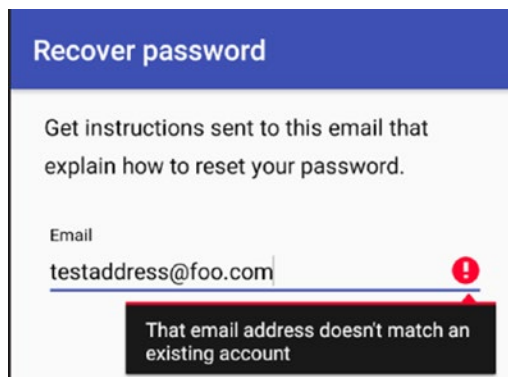 Recover password
Get instructions sent to this email that
explain how to reset your password.
Email
testaddress@foo.com
That email address doesn't match an
existing account